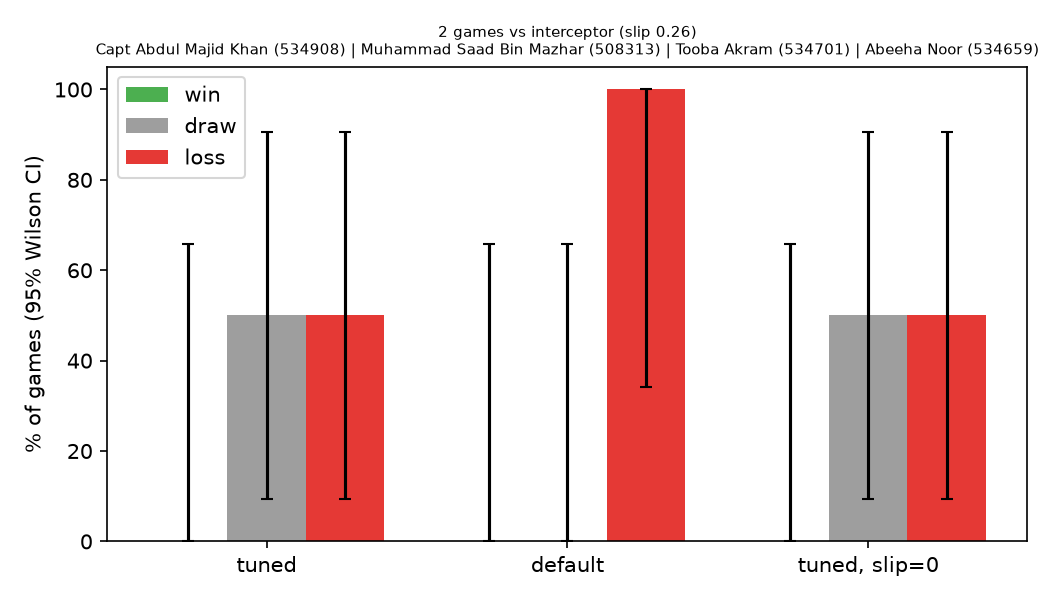 2 games vs interceptor (slip 0.26)
Capt Abdul Majid Khan (534908) | Muhammad Saad Bin Mazhar (508313) | Tooba Akram (534701) | Abeeha Noor (534659)
win
draw
loss
% of games (95% Wilson CI)
100
80
60
40
20
0
tuned
default
tuned, slip=0